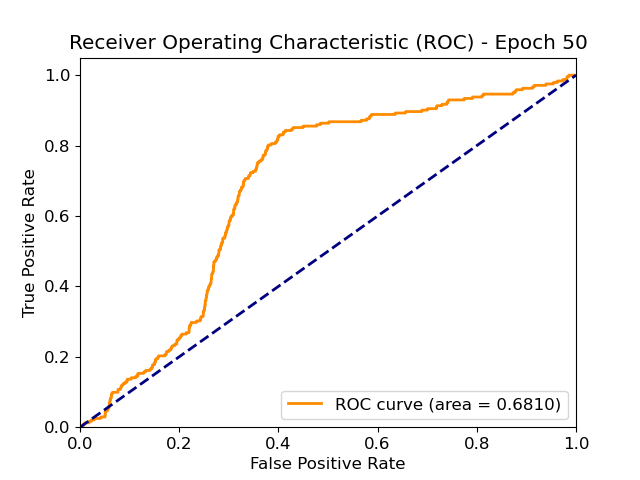 Receiver Operating Characteristic (ROC) - Epoch 50
1.0
0.8
0.6
0.4
0.2
0.0
True Positive Rate
ROC curve (area = 0.6810)
0.0 0.2 0.4 0.6 0.8 1.0
False Positive Rate